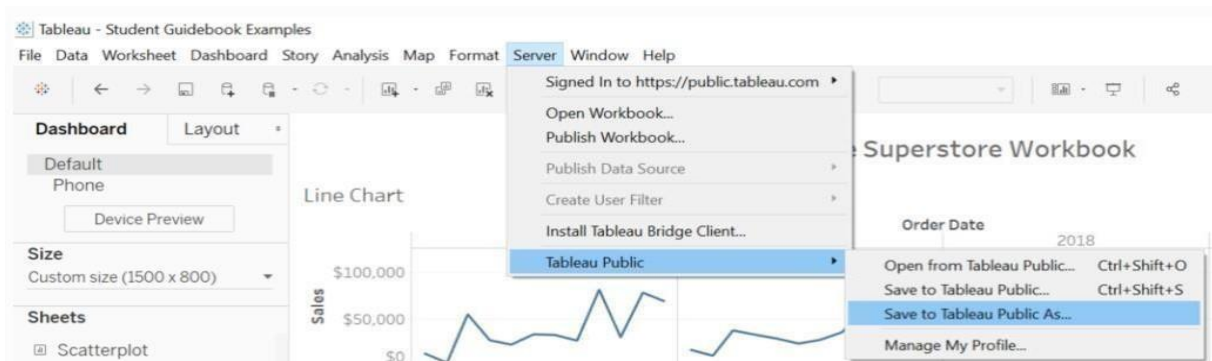 Tableau - Student Guidebook Examples
File Data Worksheet Dashboard Story Analysis Map Format Server Window Help
Signed In to https://public.tableau.com
Open Workbook...
Publish Workbook...
Publish Data Source
Create User Filter
Install Tableau Bridge Client...
Tableau Public
Open from Tableau Public... Ctrl+Shift+O
Save to Tableau Public... Ctrl+Shift+S
Save to Tableau Public As...
Manage My Profile...
Dashboard Layout
Default
Phone
Device Preview
Size
Custom size (1500 x 800)
Sheets
Scatterplot
Superstore Workbook
Line Chart
Order Date
2018
Sales
$100,000
$50,000
$0